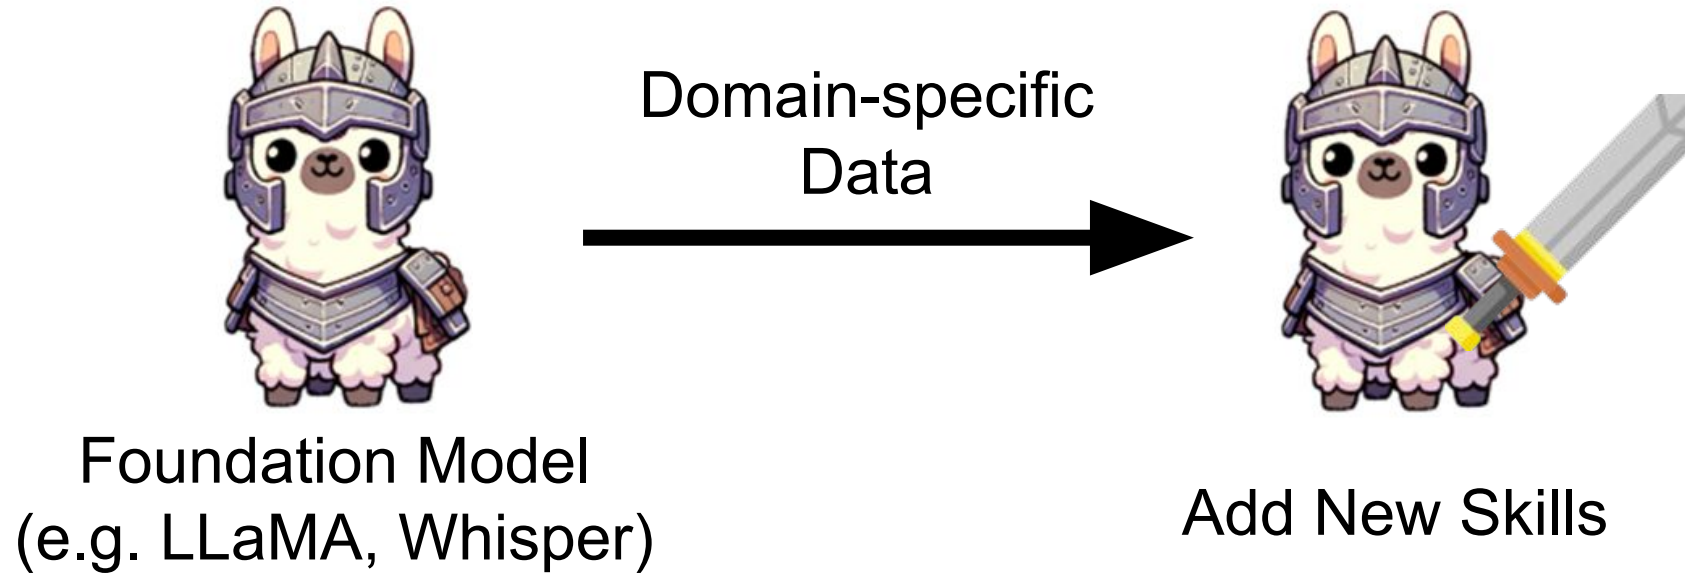 Domain-specific
Data
Foundation Model
(e.g. LLaMA, Whisper)
Add New Skills